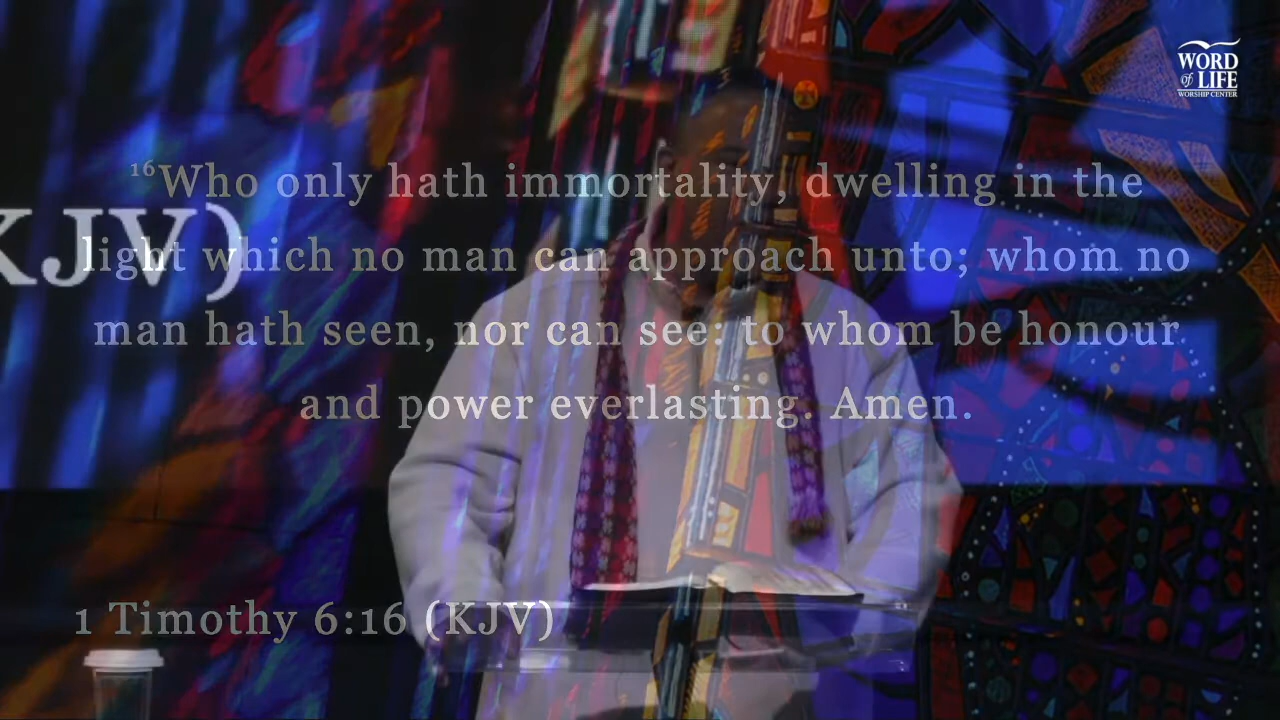 WORD
of LIFE
WORSHIP CENTER
¹⁶Who only hath immortality, dwelling in the
KJV)
light which no man can approach unto; whom no
man hath seen, nor can see: to whom be honour
and power everlasting. Amen.
1 Timothy 6:16 (KJV)